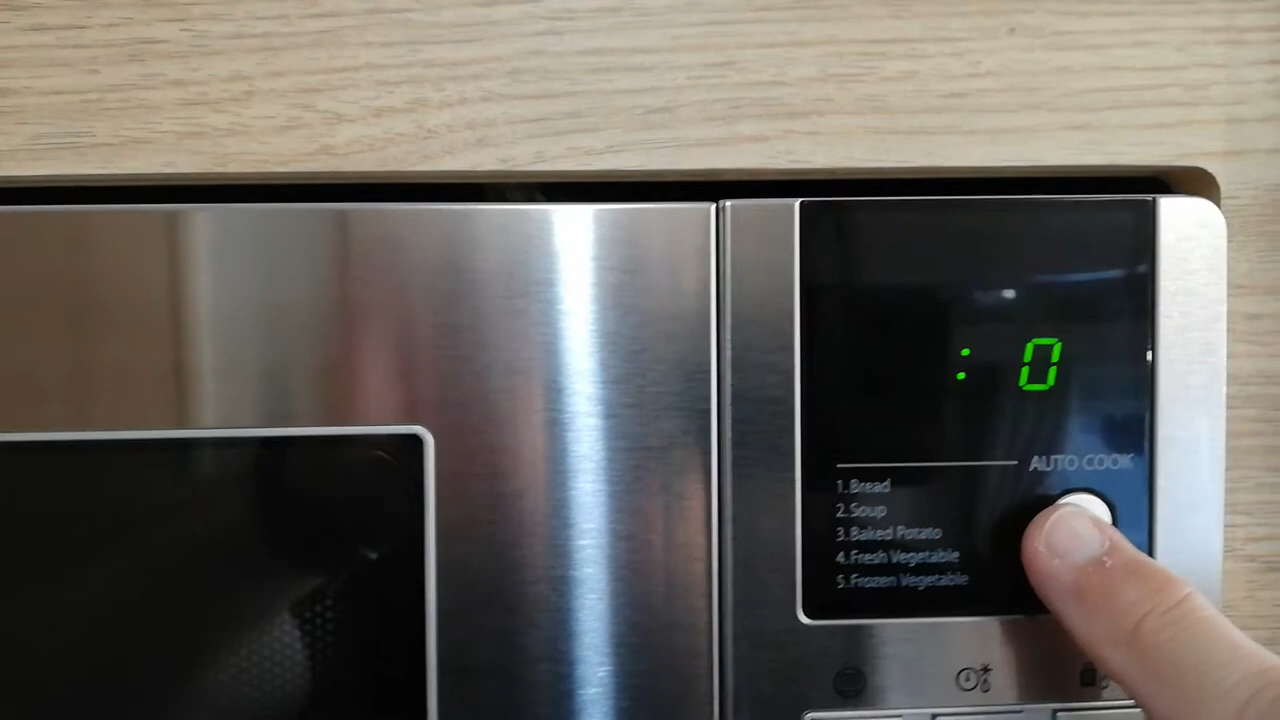 : 0
AUTO COOK
1.Bread
2.Soup
3.Baked Potato
4.Fresh Vegetable
5.Frozen Vegetable